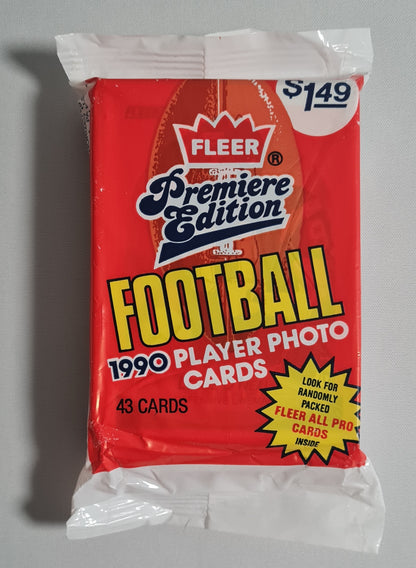 $1.49
FLEER
®
Premiere
Edition
FOOTBALL
1990 PLAYER PHOTO
CARDS
43 CARDS
LOOK FOR
RANDOMLY
PACKED
FLEER ALL PRO
CARDS
INSIDE